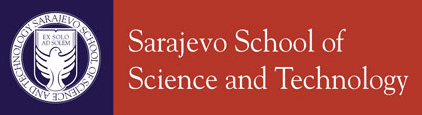 SARAJEVO SCHOOL OF SCIENCE AND TECHNOLOGY
EX SOLO
AD SOLEM
Sarajevo School of
Science and Technology